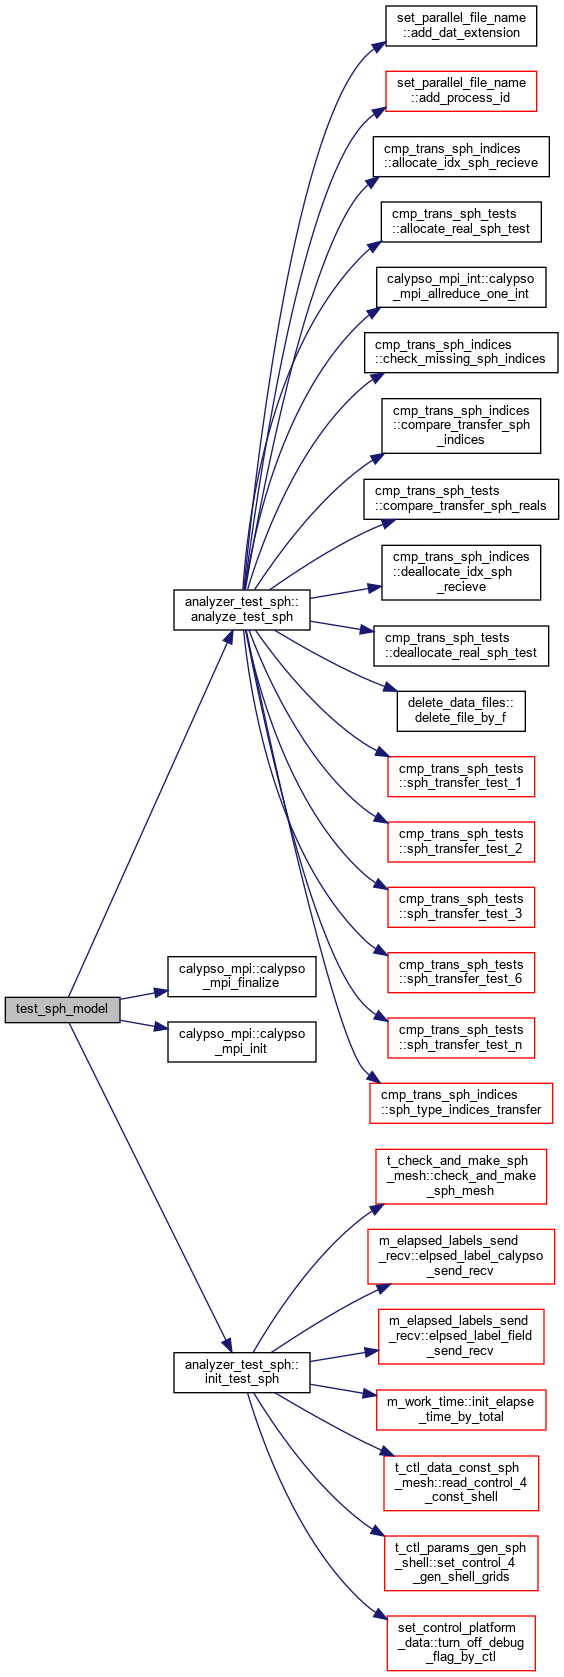 set_parallel_file_name
::add_dat_extension
set_parallel_file_name
::add_process_id
cmp_trans_sph_indices
::allocate_idx_sph_recieve
cmp_trans_sph_tests
::allocate_real_sph_test
calypso_mpi_int::calypso
_mpi_allreduce_one_int
cmp_trans_sph_indices
::check_missing_sph_indices
cmp_trans_sph_indices
::compare_transfer_sph
_indices
cmp_trans_sph_tests
::compare_transfer_sph_reals
cmp_trans_sph_indices
::deallocate_idx_sph
_recieve
analyzer_test_sph::
analyze_test_sph
cmp_trans_sph_tests
::deallocate_real_sph_test
delete_data_files::
delete_file_by_f
cmp_trans_sph_tests
::sph_transfer_test_1
cmp_trans_sph_tests
::sph_transfer_test_2
cmp_trans_sph_tests
::sph_transfer_test_3
cmp_trans_sph_tests
::sph_transfer_test_6
calypso_mpi::calypso
_mpi_finalize
test_sph_model
calypso_mpi::calypso
_mpi_init
cmp_trans_sph_tests
::sph_transfer_test_n
cmp_trans_sph_indices
::sph_type_indices_transfer
t_check_and_make_sph
_mesh::check_and_make
_sph_mesh
m_elapsed_labels_send
_recv::elpsed_label_calypso
_send_recv
m_elapsed_labels_send
_recv::elpsed_label_field
_send_recv
analyzer_test_sph::
init_test_sph
m_work_time::init_elapse
_time_by_total
t_ctl_data_const_sph
_mesh::read_control_4
_const_shell
t_ctl_params_gen_sph
_shell::set_control_4
_gen_shell_grids
set_control_platform
_data::turn_off_debug
_flag_by_ctl